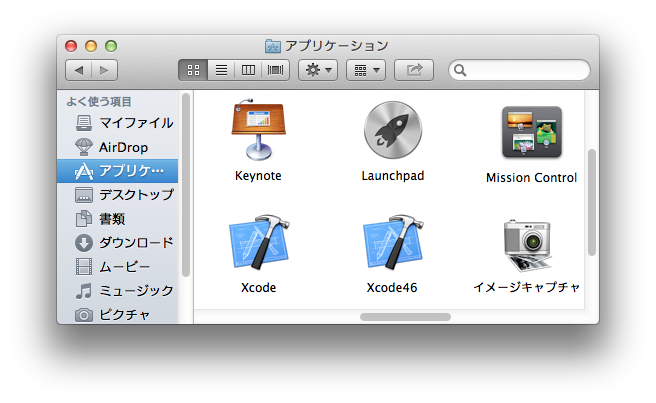 アプリケーション
よく使う項目
マイファイル
AirDrop
アプリケ…
デスクトップ
書類
ダウンロード
ムービー
ミュージック
ピクチャ
Keynote
Launchpad
Mission Control
Xcode
Xcode46
イメージキャプチャ